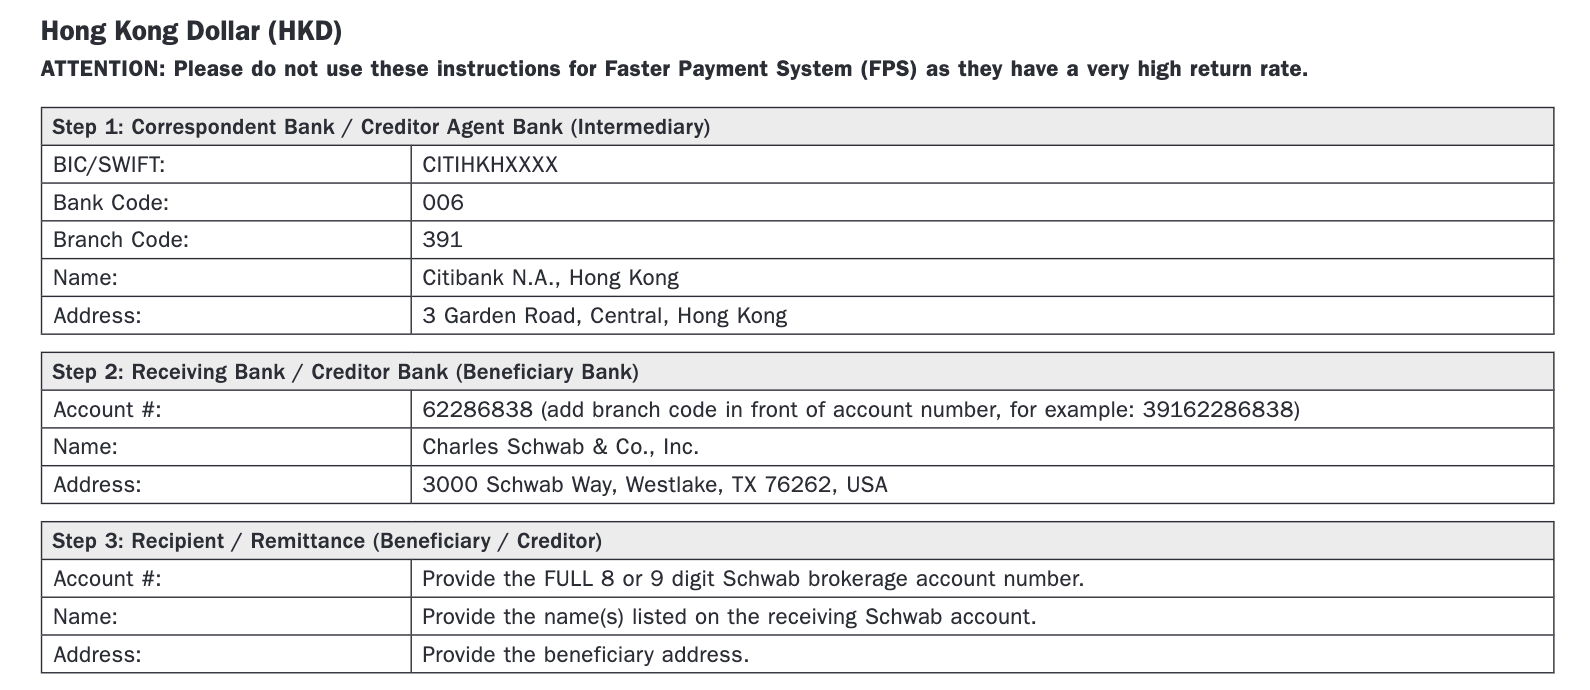 Hong Kong Dollar (HKD)
ATTENTION: Please do not use these instructions for Faster Payment System (FPS) as they have a very high return rate.
Step 1: Correspondent Bank / Creditor Agent Bank (Intermediary)
BIC/SWIFT: CITIHKHXXXX
Bank Code: 006
Branch Code: 391
Name: Citibank N.A., Hong Kong
Address: 3 Garden Road, Central, Hong Kong
Step 2: Receiving Bank / Creditor Bank (Beneficiary Bank)
Account #: 62286838 (add branch code in front of account number, for example: 39162286838)
Name: Charles Schwab & Co., Inc.
Address: 3000 Schwab Way, Westlake, TX 76262, USA
Step 3: Recipient / Remittance (Beneficiary / Creditor)
Account #: Provide the FULL 8 or 9 digit Schwab brokerage account number.
Name: Provide the name(s) listed on the receiving Schwab account.
Address: Provide the beneficiary address.